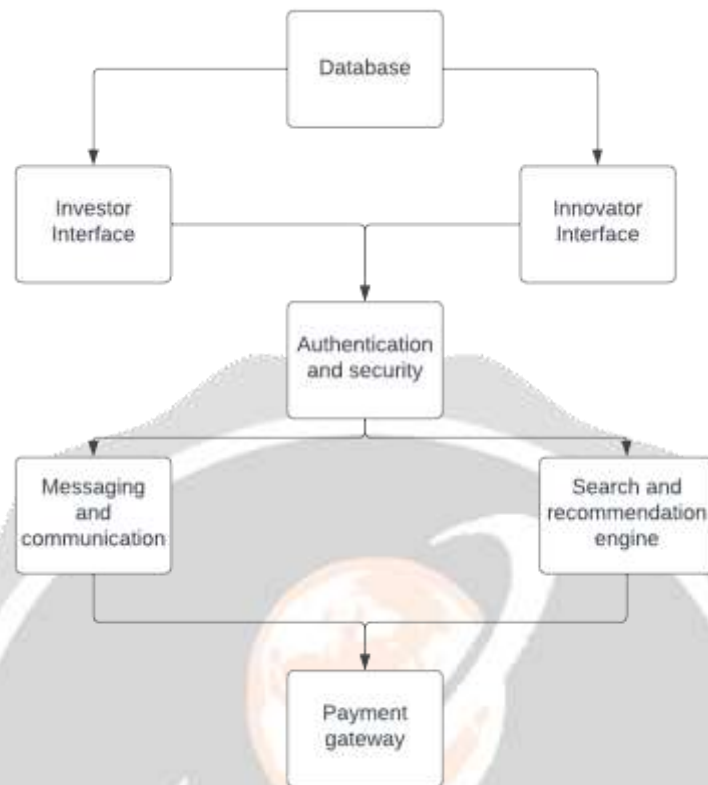 Database
Investor
Interface
Innovator
Interface
Authentication
and security
Messaging
and
communication
Search and
recommendation
engine
Payment
gateway